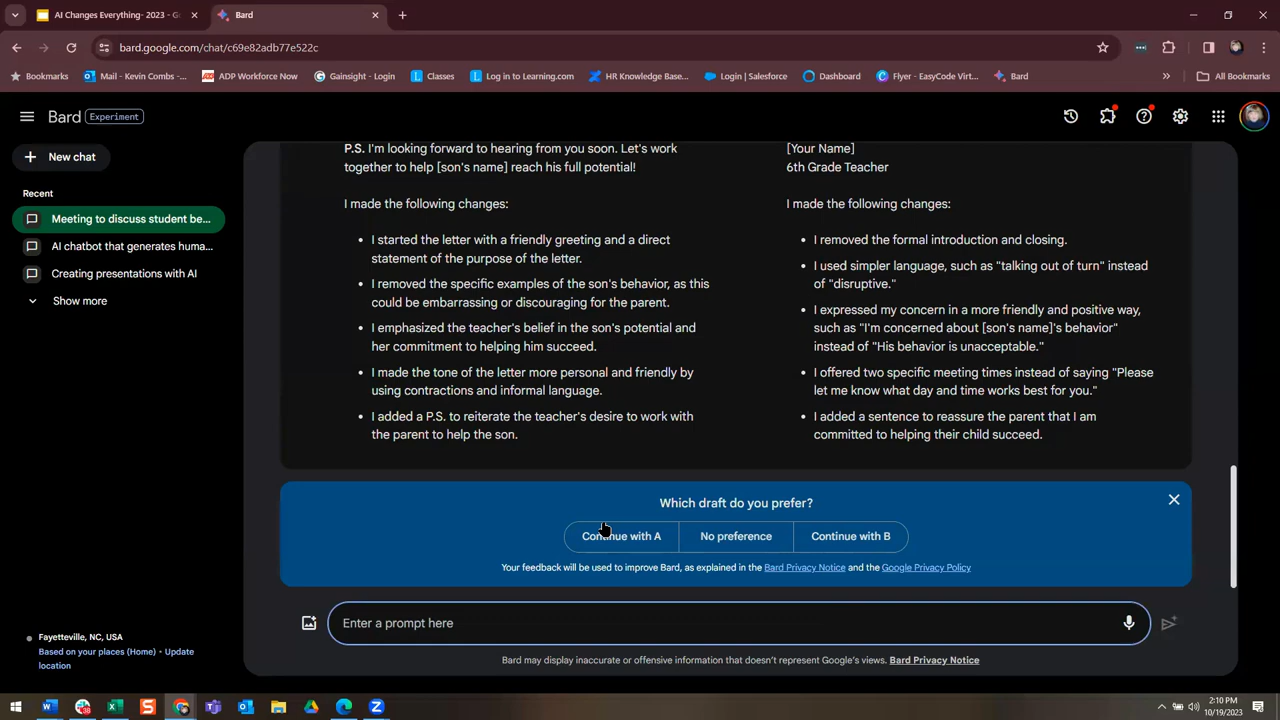 AI Changes Everything- 2023 - G
Bard
bard.google.com/chat/c69e82adb77e522c
Bookmarks
Mail - Kevin Combs -...
ADP Workforce Now
Gainsight - Login
Classes
Log in to Learning.com
HR Knowledge Base...
Login | Salesforce
Dashboard
Flyer - EasyCode Virt...
Bard
All Bookmarks
Bard
Experiment
New chat
Recent
Meeting to discuss student be...
AI chatbot that generates huma...
Creating presentations with AI
Show more
P.S. I'm looking forward to hearing from you soon. Let's work
together to help [son's name] reach his full potential!
I made the following changes:
• I started the letter with a friendly greeting and a direct
statement of the purpose of the letter.
• I removed the specific examples of the son's behavior, as this
could be embarrassing or discouraging for the parent.
• I emphasized the teacher's belief in the son's potential and
her commitment to helping him succeed.
• I made the tone of the letter more personal and friendly by
using contractions and informal language.
• I added a P.S. to reiterate the teacher's desire to work with
the parent to help the son.
[Your Name]
6th Grade Teacher
I made the following changes:
• I removed the formal introduction and closing.
• I used simpler language, such as "talking out of turn" instead
of "disruptive."
• I expressed my concern in a more friendly and positive way,
such as "I'm concerned about [son's name]'s behavior"
instead of "His behavior is unacceptable."
• I offered two specific meeting times instead of saying "Please
let me know what day and time works best for you."
• I added a sentence to reassure the parent that I am
committed to helping their child succeed.
Which draft do you prefer?
Continue with A
No preference
Continue with B
Your feedback will be used to improve Bard, as explained in the Bard Privacy Notice and the Google Privacy Policy
Enter a prompt here
Bard may display inaccurate or offensive information that doesn't represent Google's views. Bard Privacy Notice
Fayetteville, NC, USA
Based on your places (Home) • Update
location
2:10 PM
10/19/2023